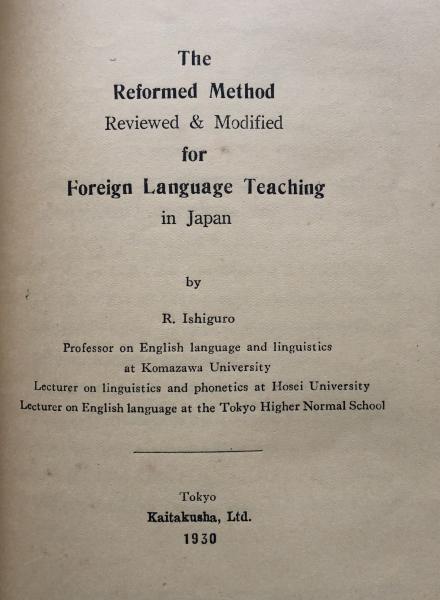 The
Reformed Method
Reviewed & Modified
for
Foreign Language Teaching
in Japan
by
R. Ishiguro
Professor on English language and linguistics
at Komazawa University
Lecturer on linguistics and phonetics at Hosei University
Lecturer on English language at the Tokyo Higher Normal School
Tokyo
Kaitakusha, Ltd.
1930